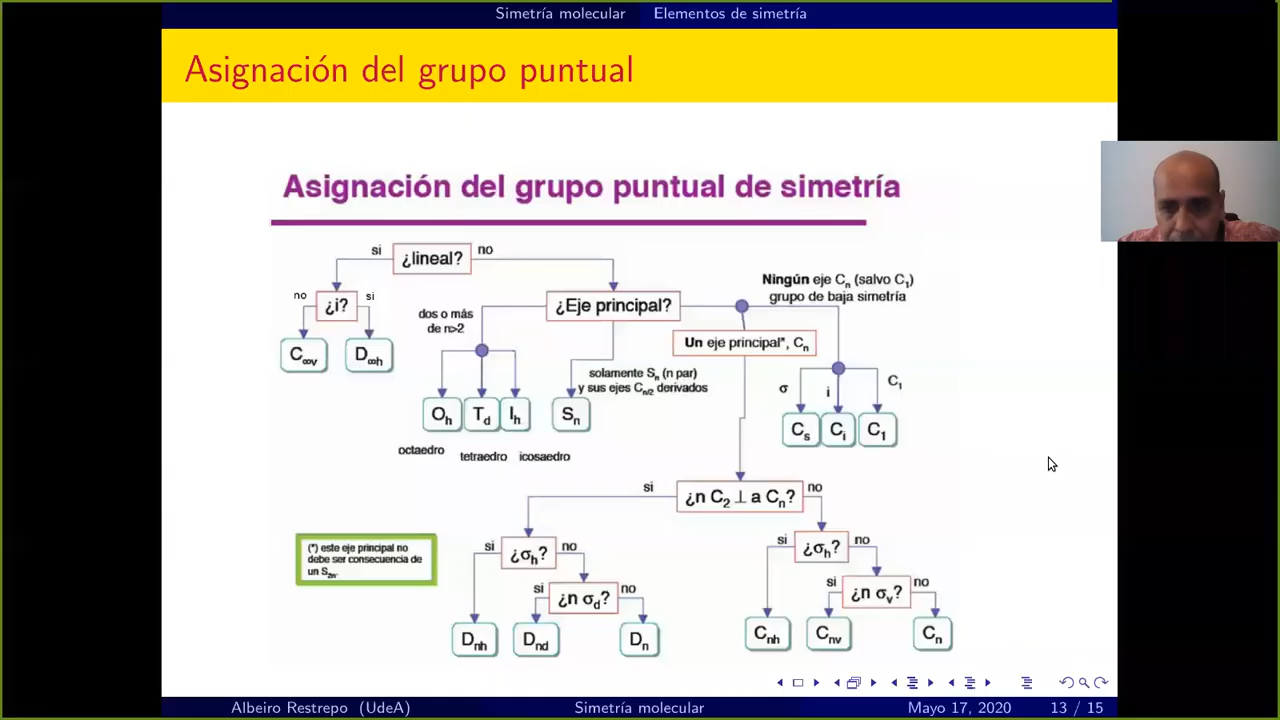 Simetría molecular Elementos de simetría
Asignación del grupo puntual
Asignación del grupo puntual de simetría
si ¿lineal? no
no ¿i? si
C∞v D∞h
dos o más
de n>2
¿Eje principal?
Ningún eje Cn (salvo C1)
grupo de baja simetría
Un eje principal*, Cn
solamente Sn (n par)
y sus ejes Cn/2 derivados
Oh Td Ih Sn
octaedro tetraedro icosaedro
σ i C1
Cs Ci C1
si ¿n C2 ⊥ a Cn? no
si ¿σh? no
si ¿n σd? no
Dnh Dnd Dn
si ¿σh? no
si ¿n σv? no
Cnh Cnv Cn
(*) este eje principal no
debe ser consecuencia de
un S2n.
Albeiro Restrepo (UdeA) Simetría molecular Mayo 17, 2020 13 / 15